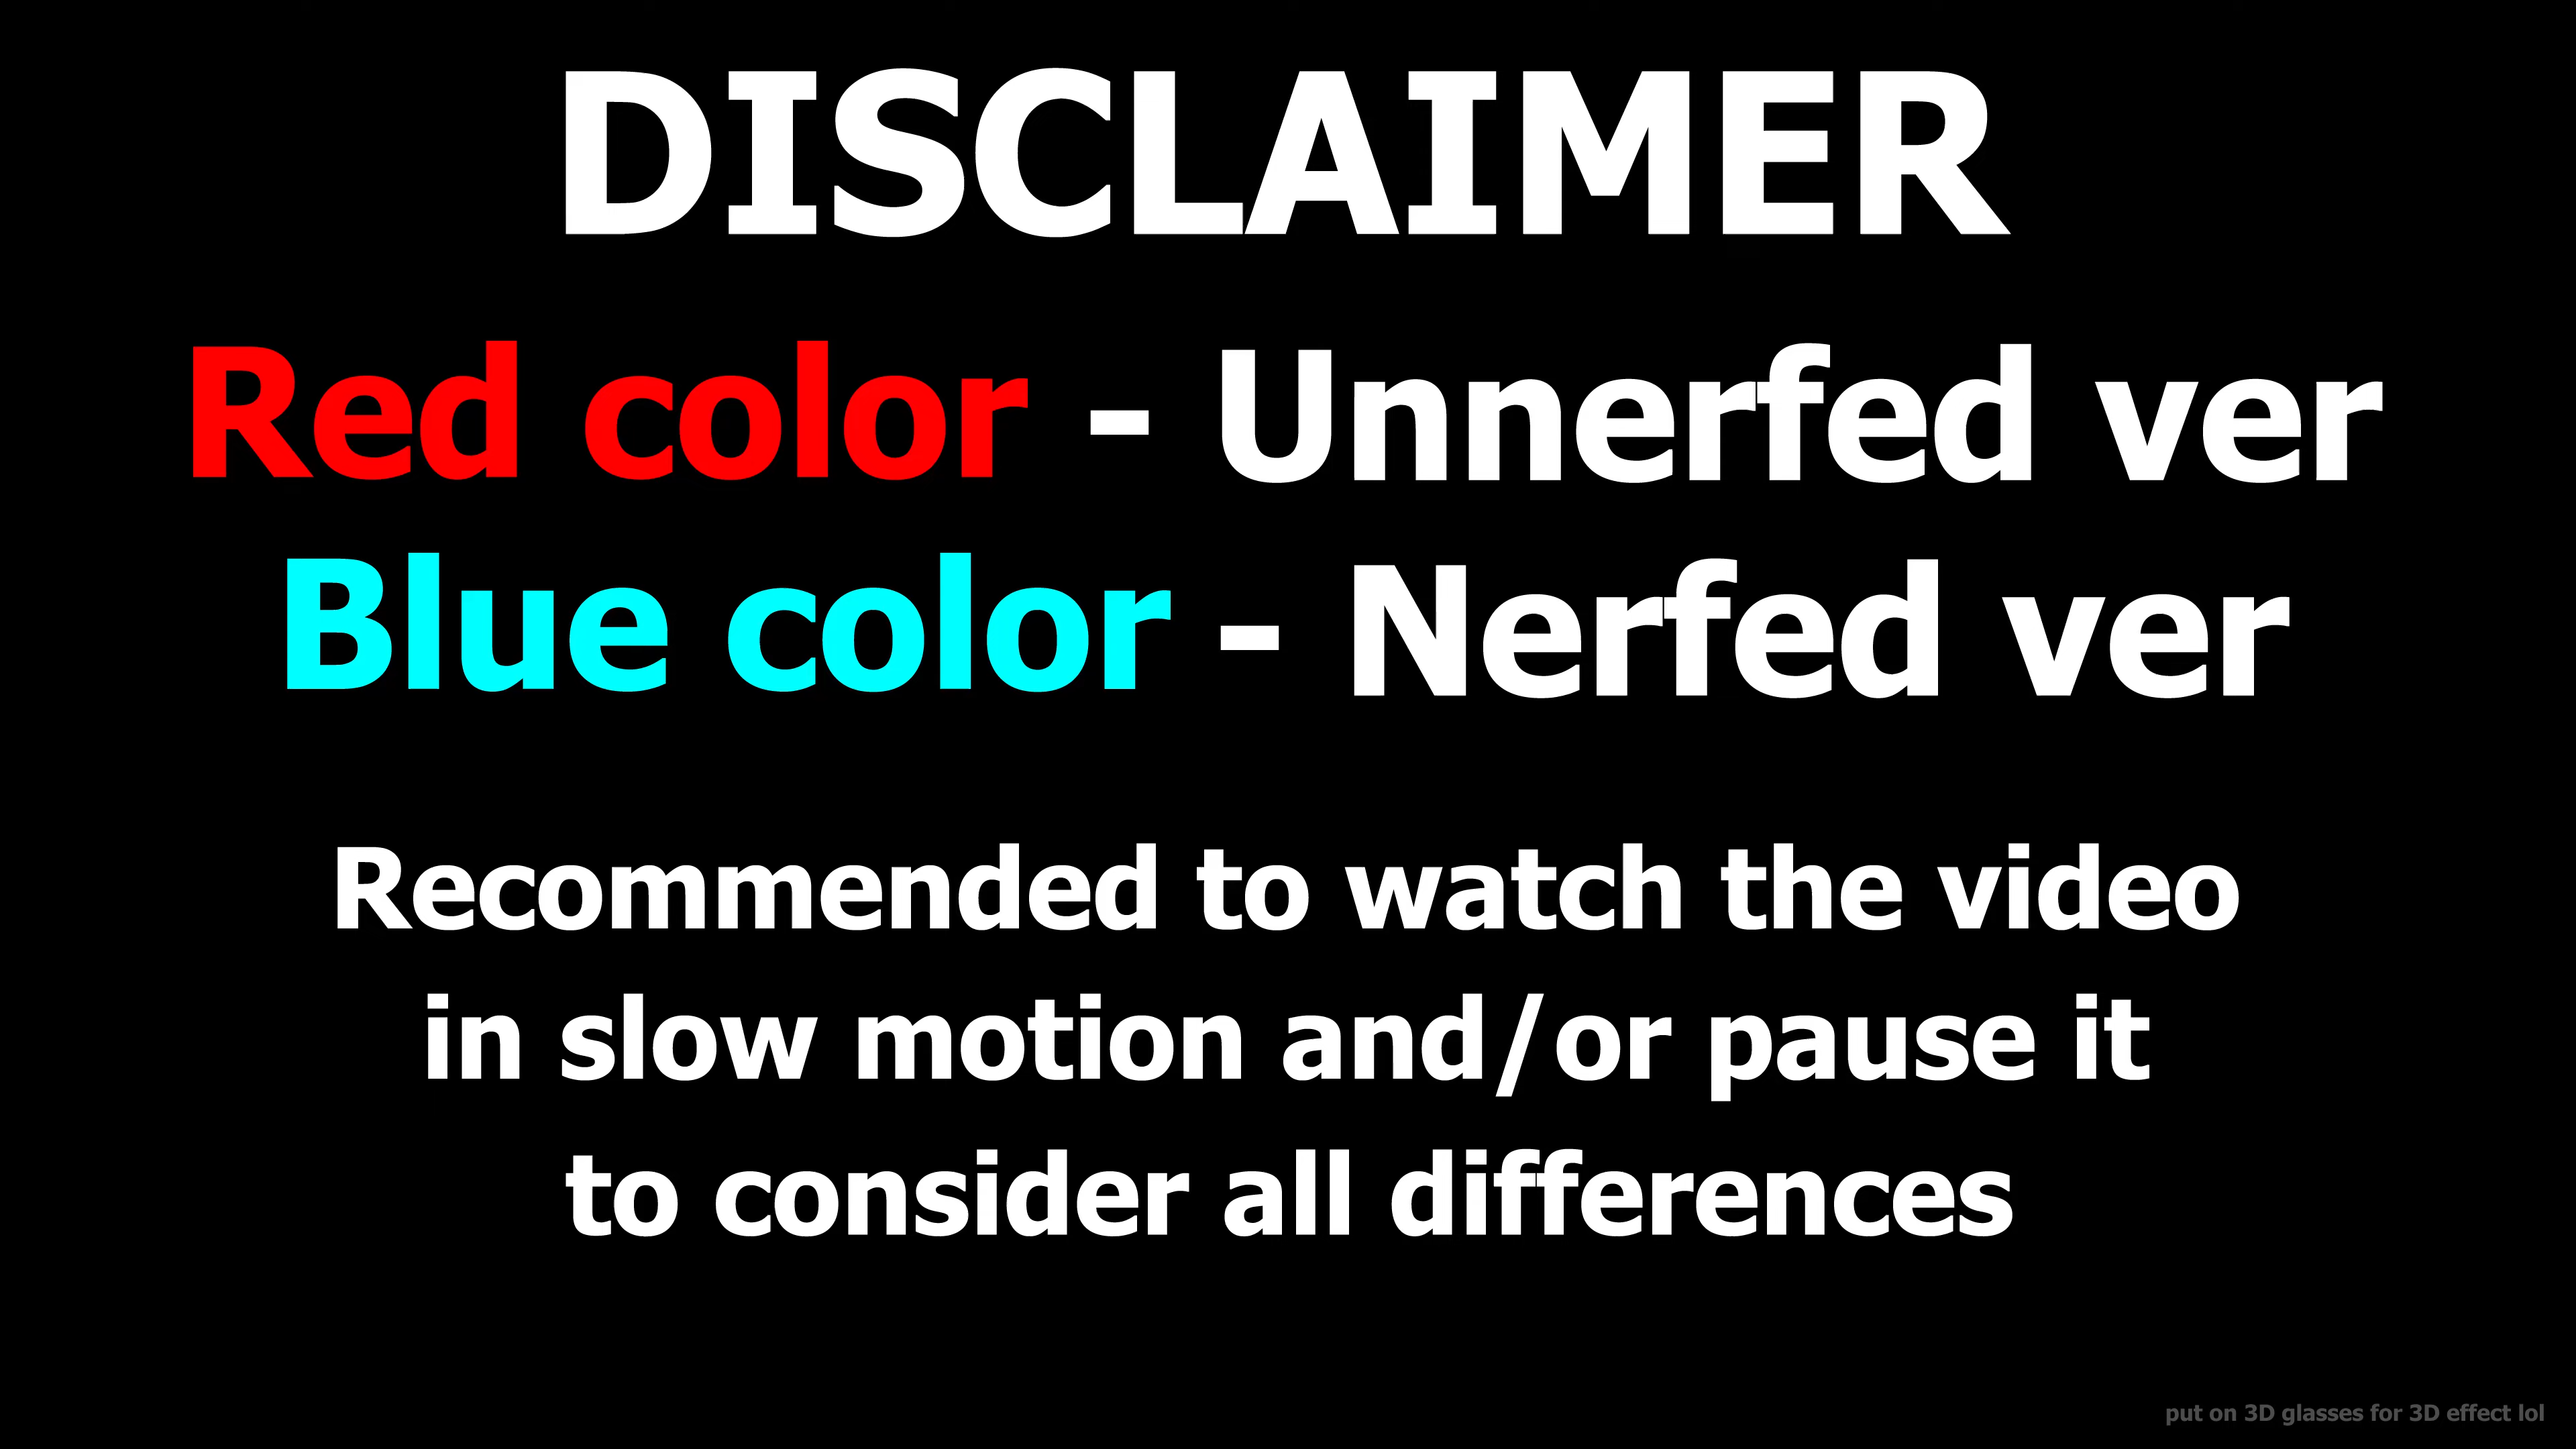 DISCLAIMER
Red color - Unnerfed ver
Blue color - Nerfed ver
Recommended to watch the video
in slow motion and/or pause it
to consider all differences
put on 3D glasses for 3D effect lol